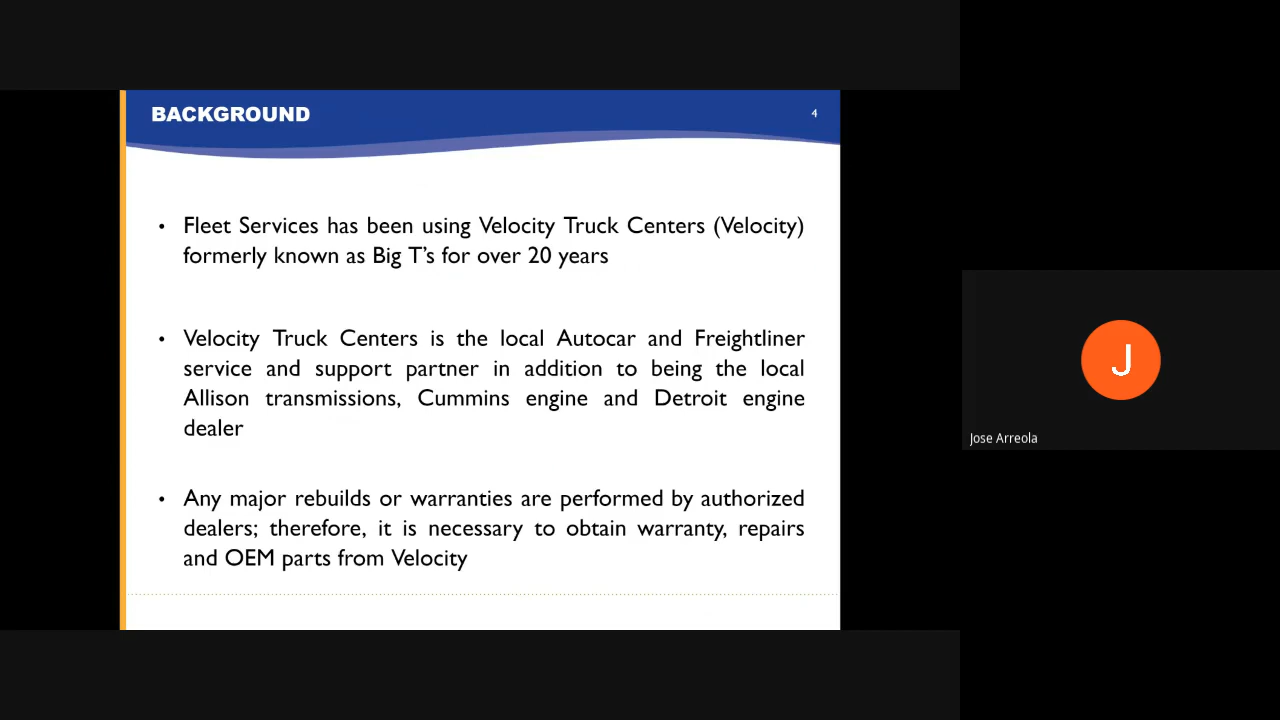 BACKGROUND
4
• Fleet Services has been using Velocity Truck Centers (Velocity)
formerly known as Big T’s for over 20 years
• Velocity Truck Centers is the local Autocar and Freightliner
service and support partner in addition to being the local
Allison transmissions, Cummins engine and Detroit engine
dealer
• Any major rebuilds or warranties are performed by authorized
dealers; therefore, it is necessary to obtain warranty, repairs
and OEM parts from Velocity
J
Jose Arreola